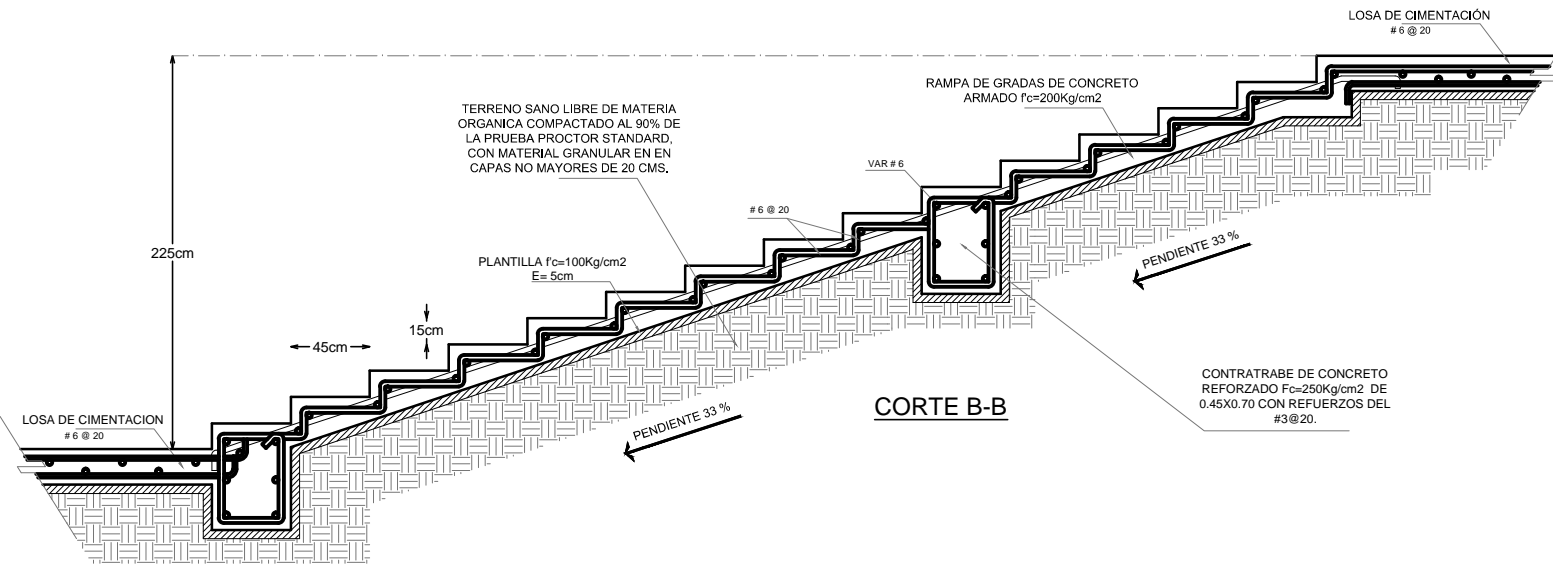 LOSA DE CIMENTACIÓN
# 6 @ 20
RAMPA DE GRADAS DE CONCRETO
ARMADO f'c=200Kg/cm2
TERRENO SANO LIBRE DE MATERIA
ORGANICA COMPACTADO AL 90% DE
LA PRUEBA PROCTOR STANDARD,
CON MATERIAL GRANULAR EN EN
CAPAS NO MAYORES DE 20 CMS.
VAR # 6
# 6 @ 20
225cm
PLANTILLA f'c=100Kg/cm2
E= 5cm
PENDIENTE 33 %
15cm
45cm
CONTRATRABE DE CONCRETO
REFORZADO Fc=250Kg/cm2 DE
0.45X0.70 CON REFUERZOS DEL
#3@20.
CORTE B-B
LOSA DE CIMENTACION
# 6 @ 20
PENDIENTE 33 %